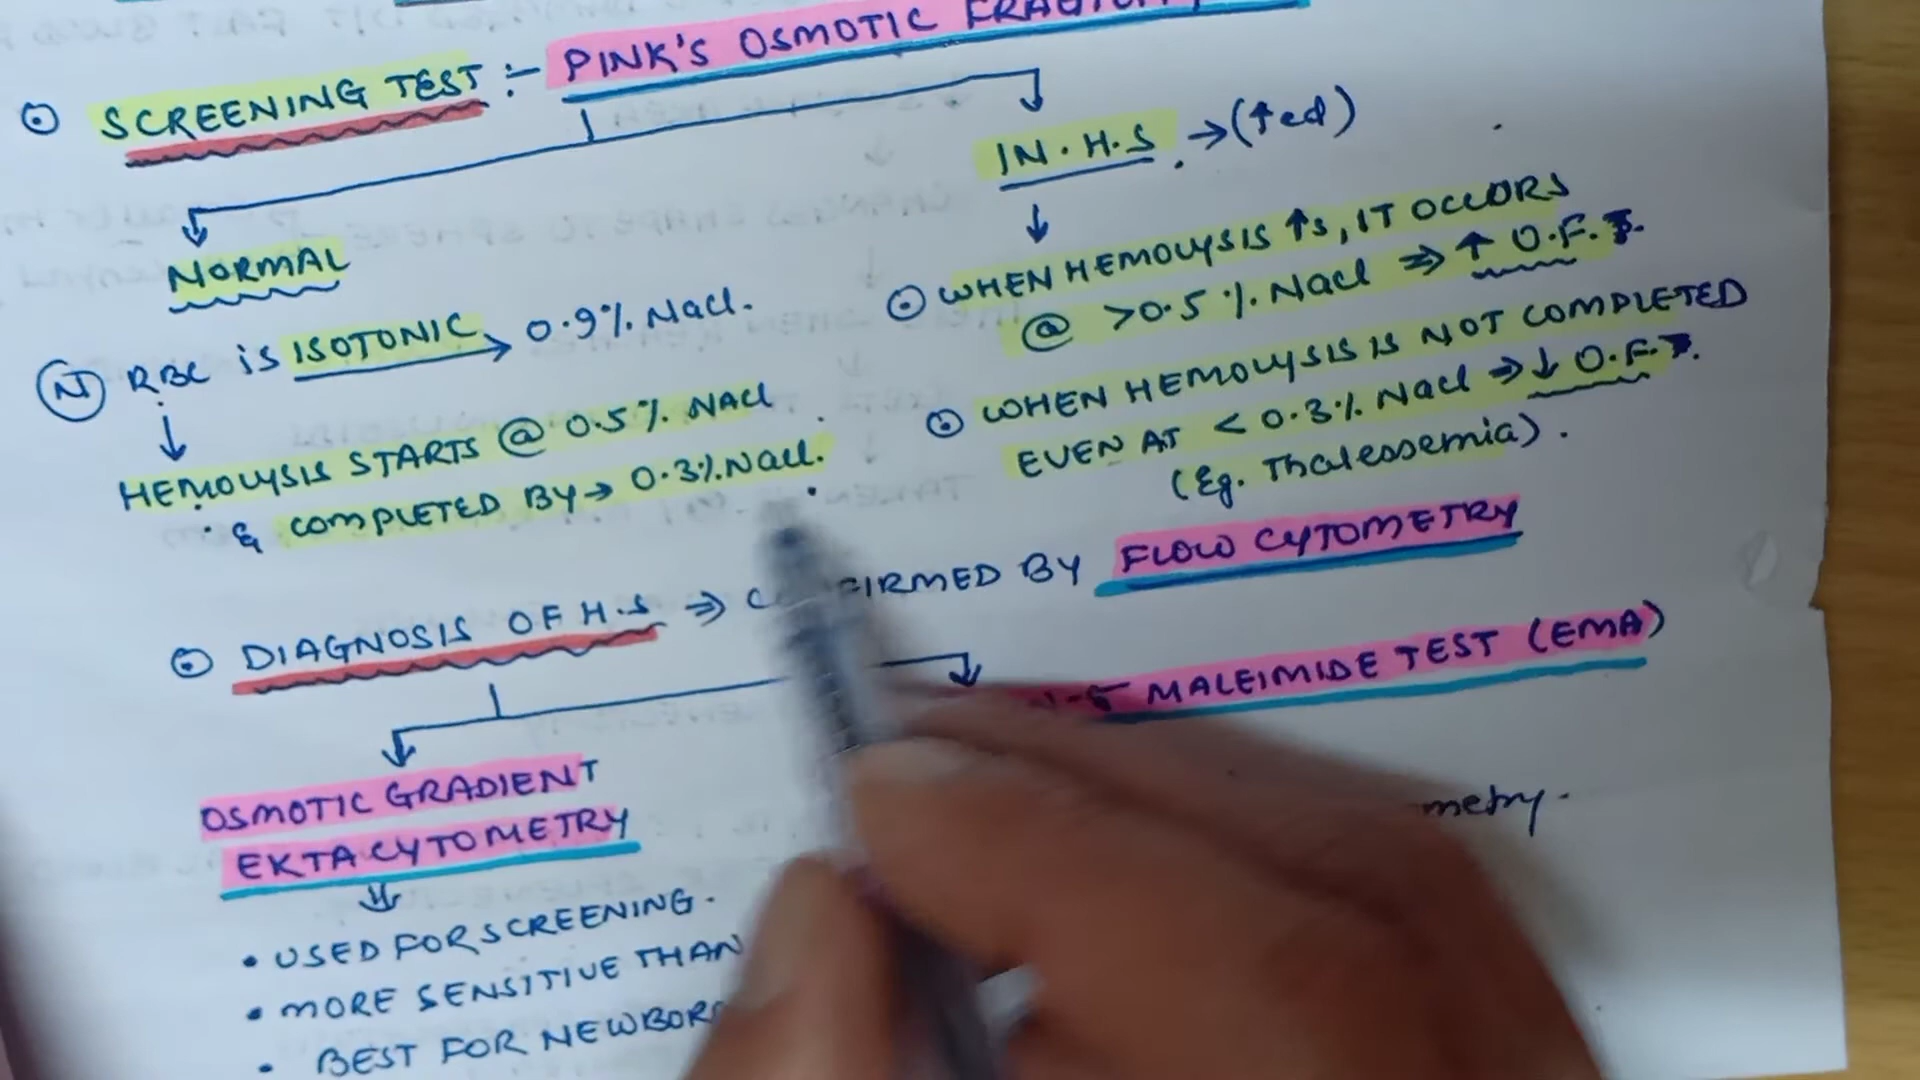 SCREENING TEST :- PINK'S OSMOTIC
NORMAL
(N) RBC is ISOTONIC → 0.9% Nacl.
↓
HEMOLYSIS STARTS @ 0.5% NACl
& COMPLETED BY → 0.3% Nacl.
IN.H.S. → (↑ed)
↓
WHEN HEMOLYSIS ↑s, IT OCCURS
@ >0.5% Nacl ⇒ ↑ O.F.
WHEN HEMOLYSIS IS NOT COMPLETED
EVEN AT < 0.3% Nacl ⇒ ↓ O.F.
(Eg. Thalessemia).
DIAGNOSIS OF H.S ⇒ BY FLOW CYTOMETRY
OSMOTIC GRADIENT
EKTACYTOMETRY
• USED FOR SCREENING.
• MORE SENSITIVE THAN
• BEST FOR
MALEIMIDE TEST (EMA)